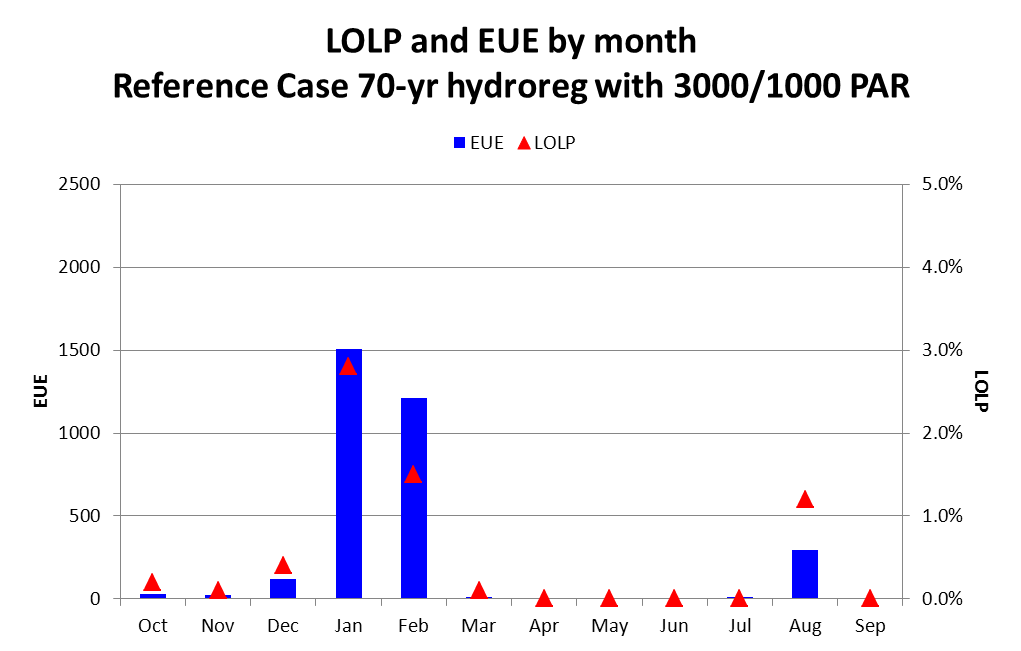 LOLP and EUE by month
Reference Case 70-yr hydroreg with 3000/1000 PAR
EUE LOLP
2500 5.0%
2000 4.0%
1500 3.0%
1000 2.0%
500 1.0%
0 0.0%
EUE
LOLP
Oct Nov Dec Jan Feb Mar Apr May Jun Jul Aug Sep